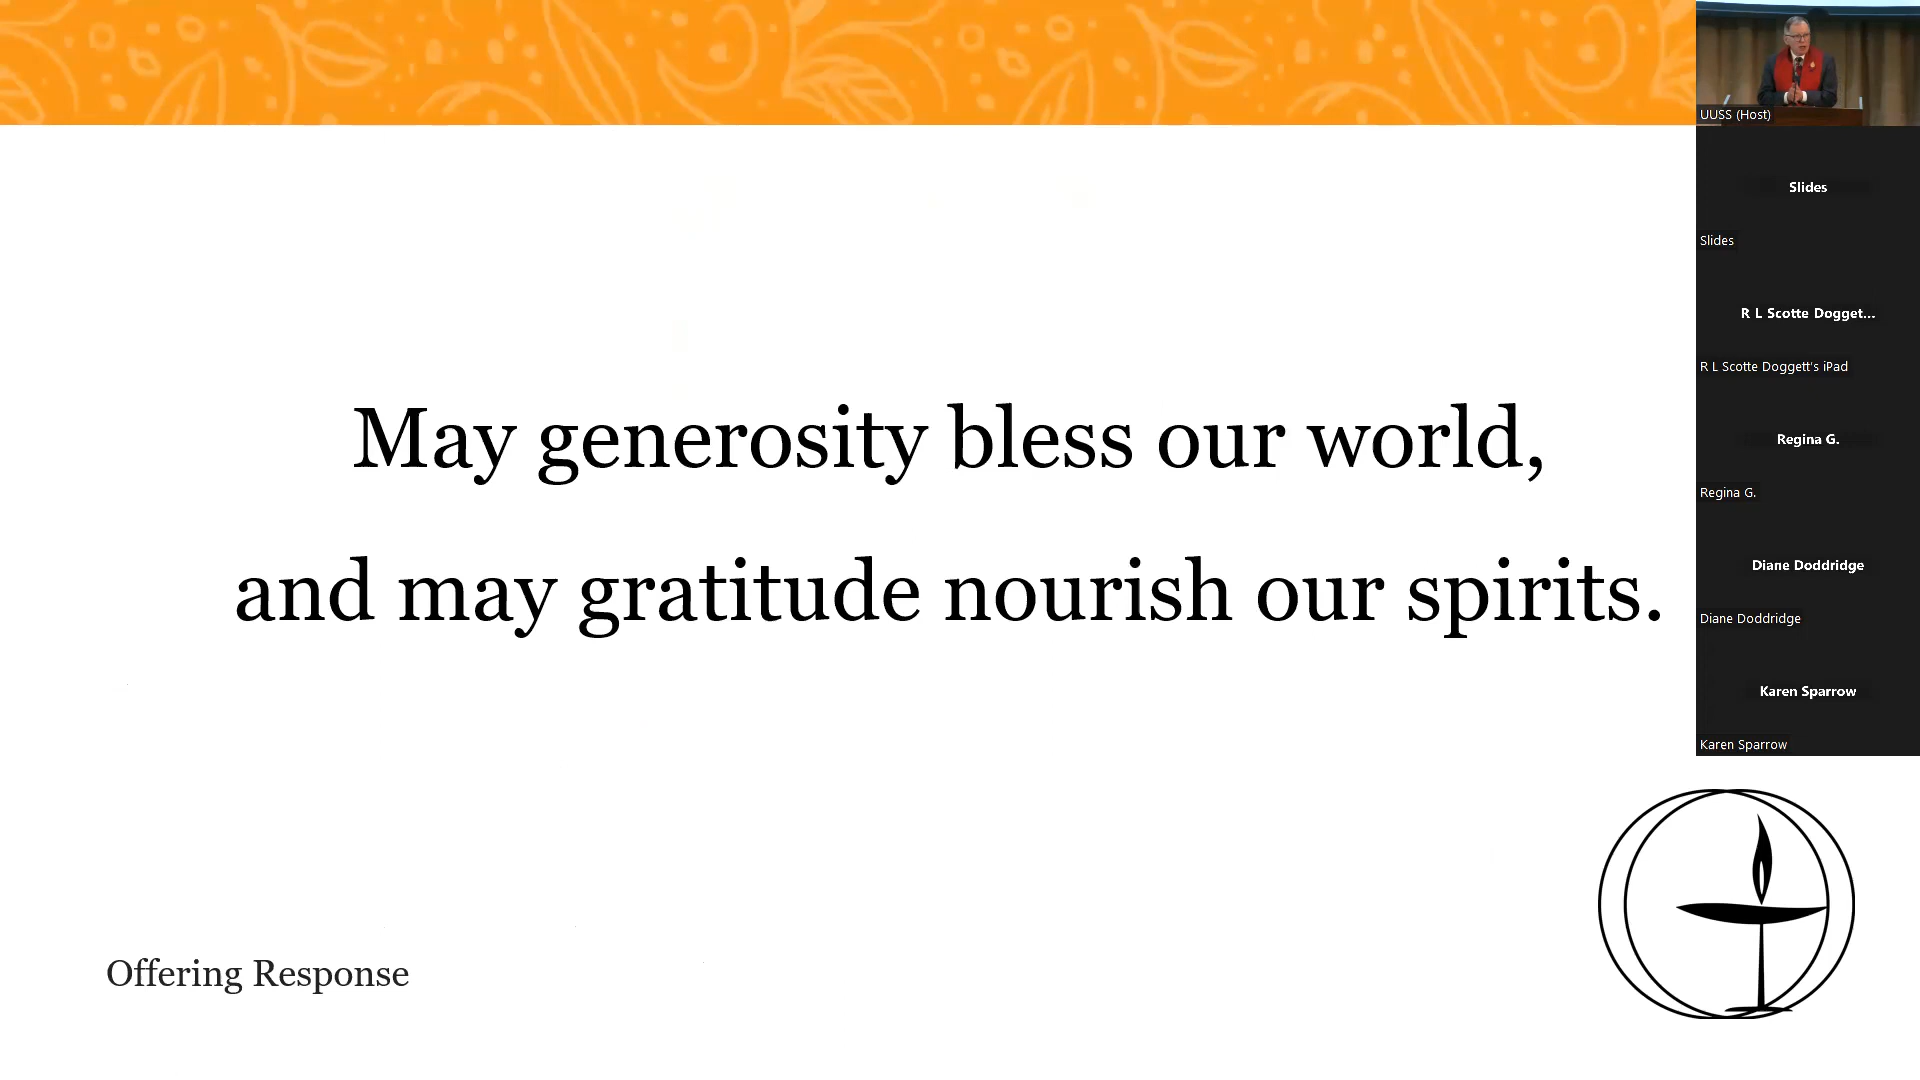 May generosity bless our world,
and may gratitude nourish our spirits.
Offering Response
UUSS (Host)
Slides
Slides
R L Scotte Dogget...
R L Scotte Doggett's iPad
Regina G.
Regina G.
Diane Doddridge
Diane Doddridge
Karen Sparrow
Karen Sparrow